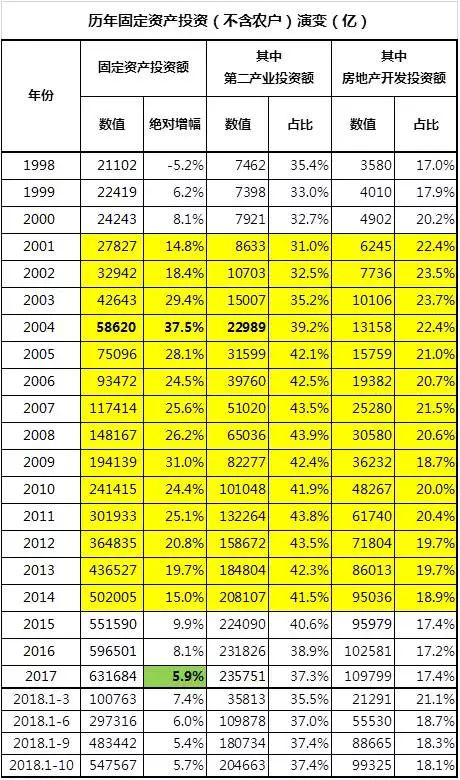 历年固定资产投资（不含农户）演变（亿）
年份 固定资产投资额 其中 第二产业投资额 其中 房地产开发投资额
数值 绝对增幅 数值 占比 数值 占比
1998 21102 -5.2% 7462 35.4% 3580 17.0%
1999 22419 6.2% 7398 33.0% 4010 17.9%
2000 24243 8.1% 7921 32.7% 4902 20.2%
2001 27827 14.8% 8633 31.0% 6245 22.4%
2002 32942 18.4% 10703 32.5% 7736 23.5%
2003 42643 29.4% 15007 35.2% 10106 23.7%
2004 58620 37.5% 22989 39.2% 13158 22.4%
2005 75096 28.1% 31599 42.1% 15759 21.0%
2006 93472 24.5% 39760 42.5% 19382 20.7%
2007 117414 25.6% 51020 43.5% 25280 21.5%
2008 148167 26.2% 65036 43.9% 30580 20.6%
2009 194139 31.0% 82277 42.4% 36232 18.7%
2010 241415 24.4% 101048 41.9% 48267 20.0%
2011 301933 25.1% 132264 43.8% 61740 20.4%
2012 364835 20.8% 158672 43.5% 71804 19.7%
2013 436527 19.7% 184804 42.3% 86013 19.7%
2014 502005 15.0% 208107 41.5% 95036 18.9%
2015 551590 9.9% 224090 40.6% 95979 17.4%
2016 596501 8.1% 231826 38.9% 102581 17.2%
2017 631684 5.9% 235751 37.3% 109799 17.4%
2018.1-3 100763 7.4% 35813 35.5% 21291 21.1%
2018.1-6 297316 6.0% 109878 37.0% 55530 18.7%
2018.1-9 483442 5.4% 180734 37.4% 88665 18.3%
2018.1-10 547567 5.7% 204663 37.4% 99325 18.1%